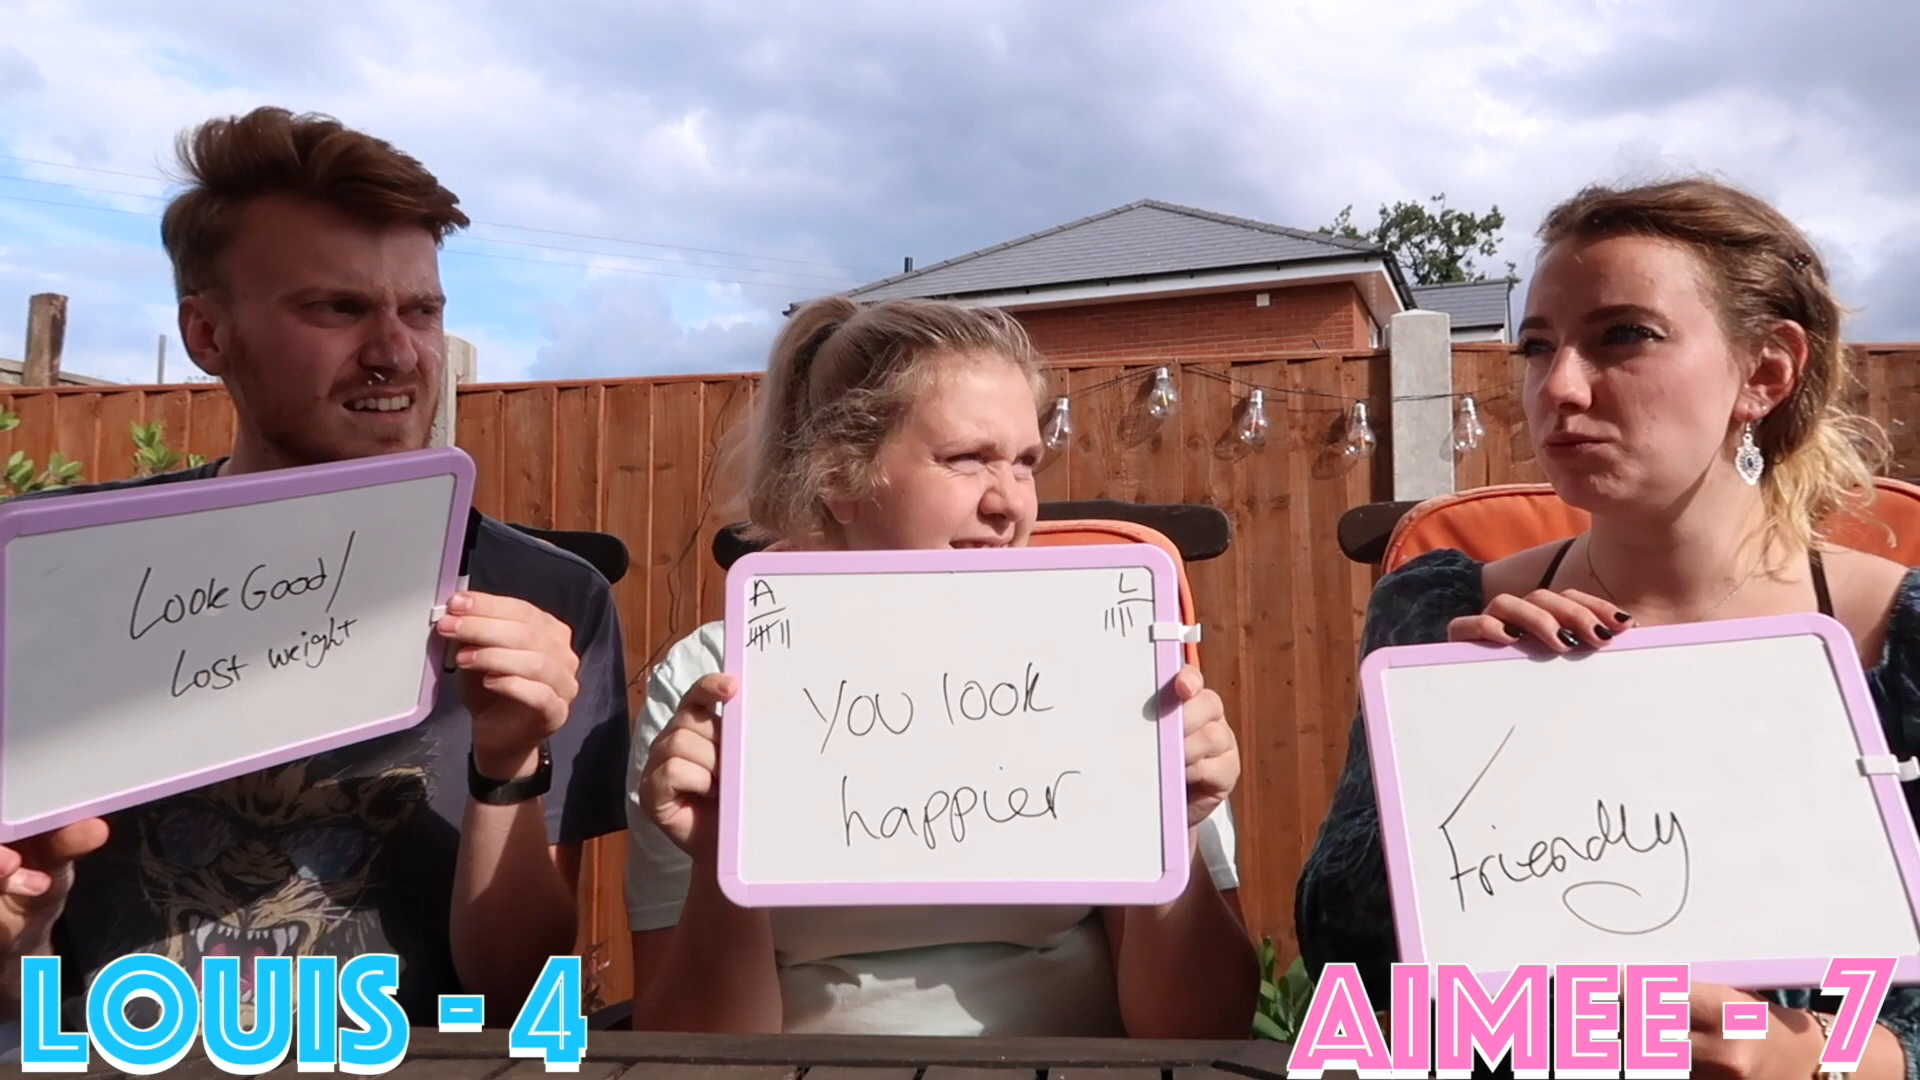 Look Good/
Lost weight
A
L
You look
happier
Friendly
LOUIS - 4
AIMEE - 7